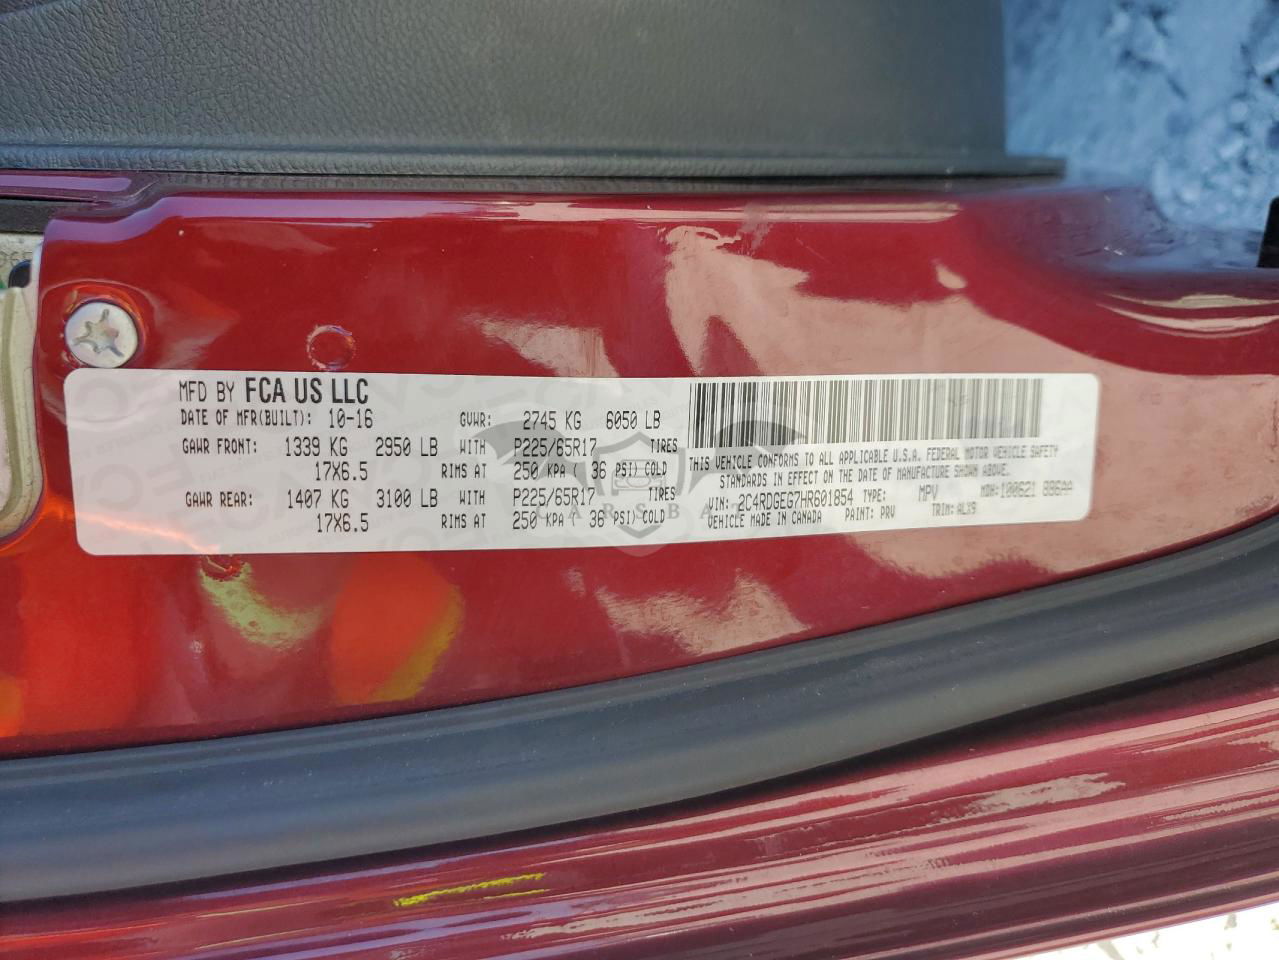 MFD BY FCA US LLC
DATE OF MFR(BUILT): 10-16 GVWR: 2745 KG 6050 LB
GAWR FRONT: 1339 KG 2950 LB WITH P225/65R17 TIRES
17X6.5 RIMS AT 250 KPA ( 36 PSI) COLD
GAWR REAR: 1407 KG 3100 LB WITH P225/65R17 TIRES
17X6.5 RIMS AT 250 KPA ( 36 PSI) COLD
THIS VEHICLE CONFORMS TO ALL APPLICABLE U.S.A. FEDERAL MOTOR VEHICLE SAFETY
STANDARDS IN EFFECT ON THE DATE OF MANUFACTURE SHOWN ABOVE.
VIN: 2C4RDGEG7HR601854 TYPE: MPV MDH: 100621 886AA
VEHICLE MADE IN CANADA PAINT: PRV TRIM: ALX9
CARSBAT